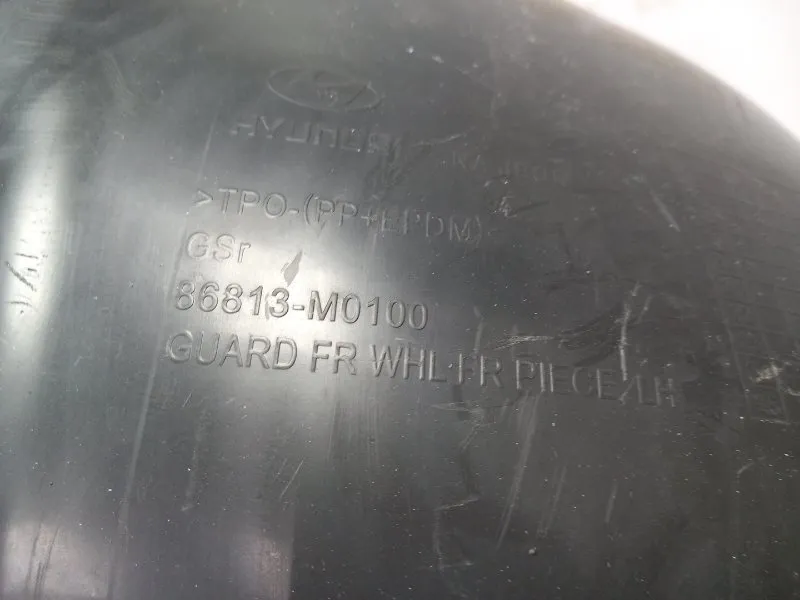 HYUNDAI
>TPO-(PP+EPDM)<
GSr
86813-M0100
GUARD FR WHL FR PIECE/LH